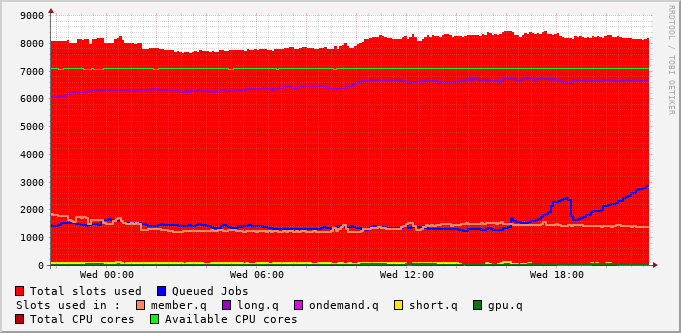 9000
8000
7000
6000
5000
4000
3000
2000
1000
0
Wed 00:00 Wed 06:00 Wed 12:00 Wed 18:00
RRDTOOL / TOBI OETIKER
Total slots used Queued Jobs
Slots used in : member.q long.q ondemand.q short.q gpu.q
Total CPU cores Available CPU cores